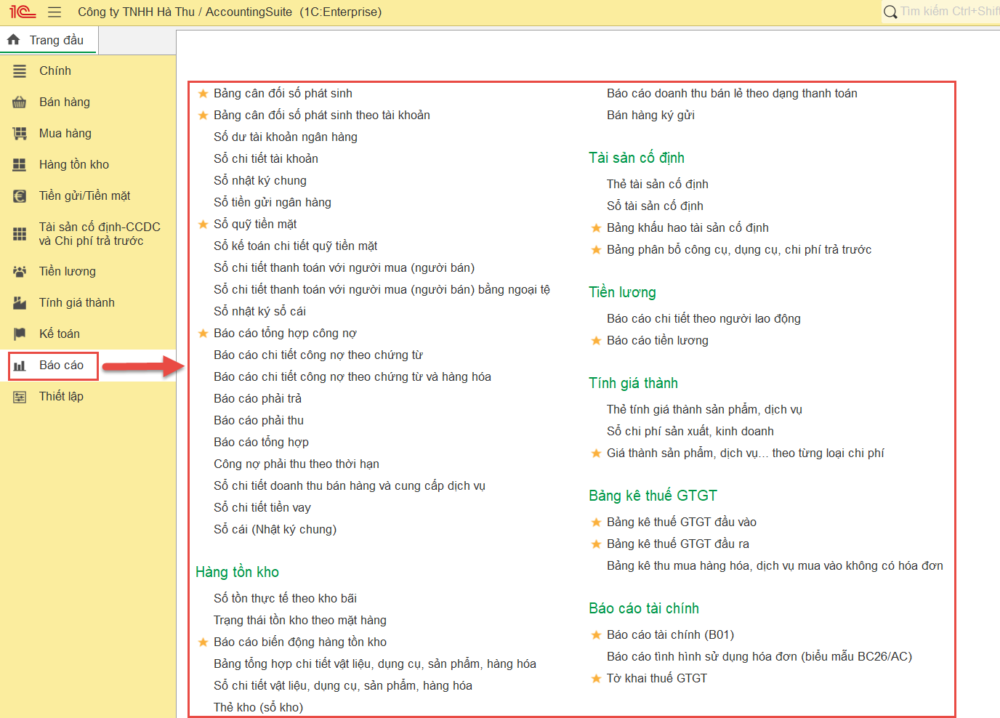 1C Công ty TNHH Hà Thu / AccountingSuite (1C:Enterprise)
Tìm kiếm Ctrl+Shift
Trang đầu
Chính
Bán hàng
Mua hàng
Hàng tồn kho
Tiền gửi/Tiền mặt
Tài sản cố định-CCDC
và Chi phí trả trước
Tiền lương
Tính giá thành
Kế toán
Báo cáo
Thiết lập
Bảng cân đối số phát sinh
Bảng cân đối số phát sinh theo tài khoản
Số dư tài khoản ngân hàng
Sổ chi tiết tài khoản
Sổ nhật ký chung
Sổ tiền gửi ngân hàng
Sổ quỹ tiền mặt
Sổ kế toán chi tiết quỹ tiền mặt
Sổ chi tiết thanh toán với người mua (người bán)
Sổ chi tiết thanh toán với người mua (người bán) bằng ngoại tệ
Sổ nhật ký sổ cái
Báo cáo tổng hợp công nợ
Báo cáo chi tiết công nợ theo chứng từ
Báo cáo chi tiết công nợ theo chứng từ và hàng hóa
Báo cáo phải trả
Báo cáo phải thu
Báo cáo tổng hợp
Công nợ phải thu theo thời hạn
Sổ chi tiết doanh thu bán hàng và cung cấp dịch vụ
Sổ chi tiết tiền vay
Sổ cái (Nhật ký chung)
Hàng tồn kho
Số tồn thực tế theo kho bãi
Trạng thái tồn kho theo mặt hàng
Báo cáo biến động hàng tồn kho
Bảng tổng hợp chi tiết vật liệu, dụng cụ, sản phẩm, hàng hóa
Sổ chi tiết vật liệu, dụng cụ, sản phẩm, hàng hóa
Thẻ kho (sổ kho)
Báo cáo doanh thu bán lẻ theo dạng thanh toán
Bán hàng ký gửi
Tài sản cố định
Thẻ tài sản cố định
Sổ tài sản cố định
Bảng khấu hao tài sản cố định
Bảng phân bổ công cụ, dụng cụ, chi phí trả trước
Tiền lương
Báo cáo chi tiết theo người lao động
Báo cáo tiền lương
Tính giá thành
Thẻ tính giá thành sản phẩm, dịch vụ
Sổ chi phí sản xuất, kinh doanh
Giá thành sản phẩm, dịch vụ... theo từng loại chi phí
Bảng kê thuế GTGT
Bảng kê thuế GTGT đầu vào
Bảng kê thuế GTGT đầu ra
Bảng kê thu mua hàng hóa, dịch vụ mua vào không có hóa đơn
Báo cáo tài chính
Báo cáo tài chính (B01)
Báo cáo tình hình sử dụng hóa đơn (biểu mẫu BC26/AC)
Tờ khai thuế GTGT